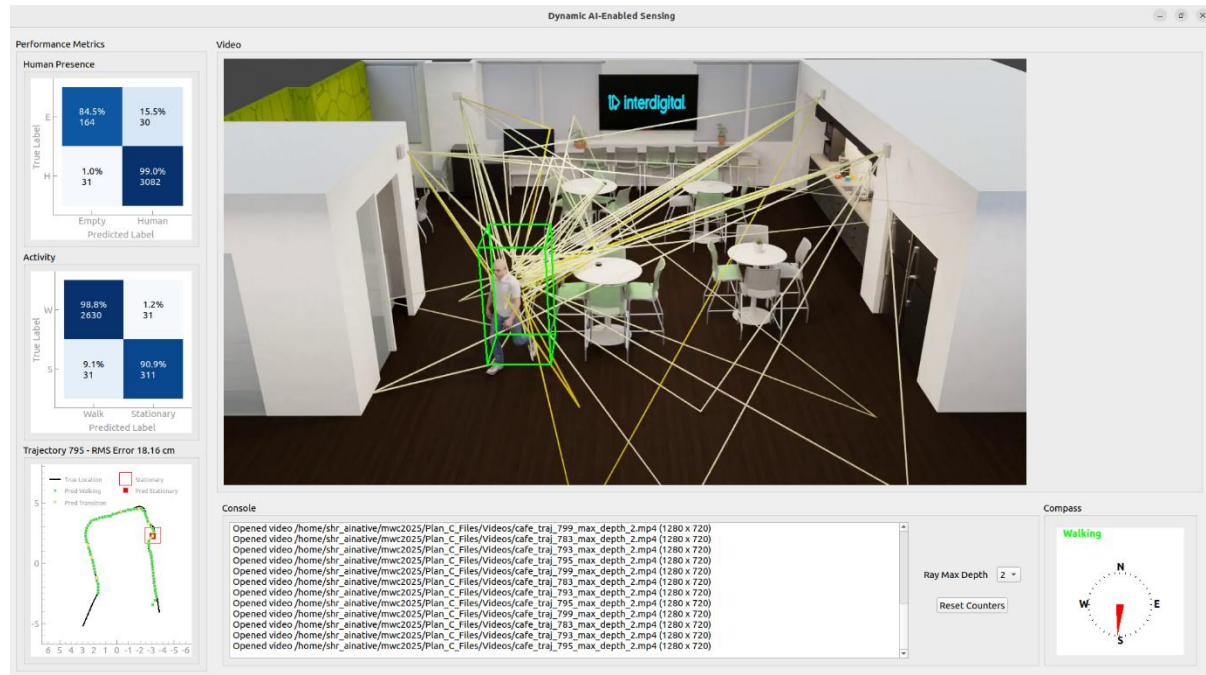 Dynamic AI-Enabled Sensing
Performance Metrics
Human Presence
True Label
E
84.5%
164
15.5%
30
H
1.0%
31
99.0%
3082
Empty
Human
Predicted Label
Activity
True Label
W
98.8%
2630
1.2%
31
S
9.1%
31
90.9%
311
Walk
Stationary
Predicted Label
Trajectory 795 - RMS Error 18.16 cm
True Location
Stationary
Pred Walking
Pred Stationary
Pred Transition
5
0
-5
6 5 4 3 2 1 0 -1 -2 -3 -4 -5 -6
Video
interdigital
Console
Opened video /home/shr_ainative/mwc2025/Plan_C_Files/Videos/cafe_traj_799_max_depth_2.mp4 (1280 x 720)
Opened video /home/shr_ainative/mwc2025/Plan_C_Files/Videos/cafe_traj_783_max_depth_2.mp4 (1280 x 720)
Opened video /home/shr_ainative/mwc2025/Plan_C_Files/Videos/cafe_traj_793_max_depth_2.mp4 (1280 x 720)
Opened video /home/shr_ainative/mwc2025/Plan_C_Files/Videos/cafe_traj_795_max_depth_2.mp4 (1280 x 720)
Opened video /home/shr_ainative/mwc2025/Plan_C_Files/Videos/cafe_traj_799_max_depth_2.mp4 (1280 x 720)
Opened video /home/shr_ainative/mwc2025/Plan_C_Files/Videos/cafe_traj_783_max_depth_2.mp4 (1280 x 720)
Opened video /home/shr_ainative/mwc2025/Plan_C_Files/Videos/cafe_traj_793_max_depth_2.mp4 (1280 x 720)
Opened video /home/shr_ainative/mwc2025/Plan_C_Files/Videos/cafe_traj_795_max_depth_2.mp4 (1280 x 720)
Opened video /home/shr_ainative/mwc2025/Plan_C_Files/Videos/cafe_traj_799_max_depth_2.mp4 (1280 x 720)
Opened video /home/shr_ainative/mwc2025/Plan_C_Files/Videos/cafe_traj_783_max_depth_2.mp4 (1280 x 720)
Opened video /home/shr_ainative/mwc2025/Plan_C_Files/Videos/cafe_traj_793_max_depth_2.mp4 (1280 x 720)
Opened video /home/shr_ainative/mwc2025/Plan_C_Files/Videos/cafe_traj_795_max_depth_2.mp4 (1280 x 720)
Ray Max Depth 2
Reset Counters
Compass
Walking
N
W
E
S